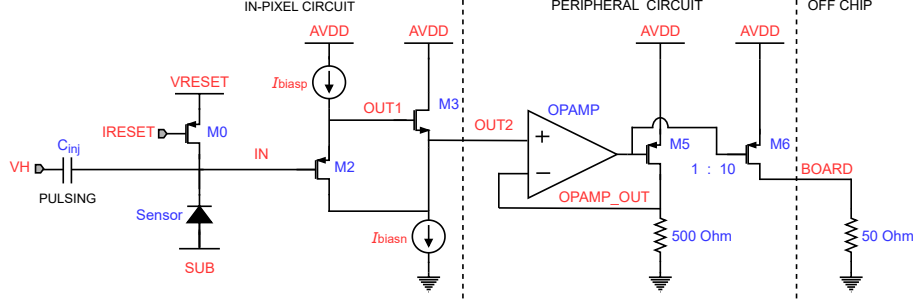 IN-PIXEL CIRCUIT
PERIPHERAL CIRCUIT
OFF CHIP
AVDD
AVDD
AVDD
AVDD
Ibiasp
VRESET
OUT1
M3
OPAMP
IRESET
M0
OUT2
+
M5
M6
Cinj
IN
VH
M2
−
1 : 10
BOARD
PULSING
OPAMP_OUT
Sensor
Ibiasn
500 Ohm
50 Ohm
SUB